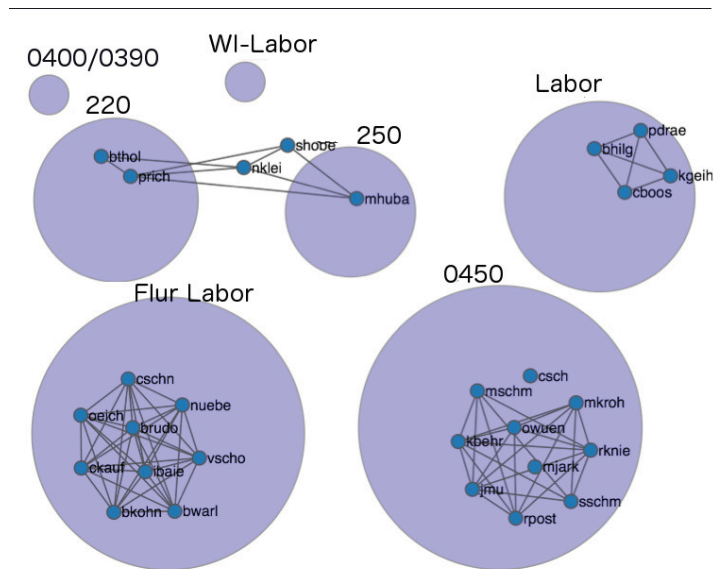 WI-Labor
0400/0390
Labor
220
250
pdrae
shobe
bhilg
bthol
nklei
prich
kgeih
cboos
mhuba
0450
Flur Labor
cschn
csch
mschm
nuebe
mkroh
oeich
brudo
owuen
kbehr
rknie
vscho
ckauf
ibaie
mjark
jmu
sschm
bkohn
bwarl
rpost